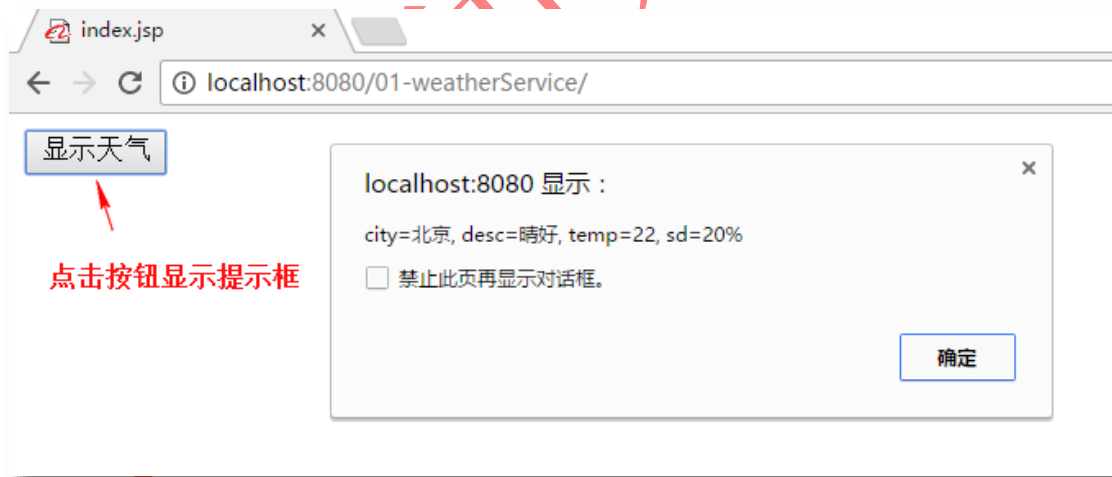 index.jsp
localhost:8080/01-weatherService/
显示天气
localhost:8080 显示：
city=北京, desc=晴好, temp=22, sd=20%
点击按钮显示提示框
禁止此页再显示对话框。
确定